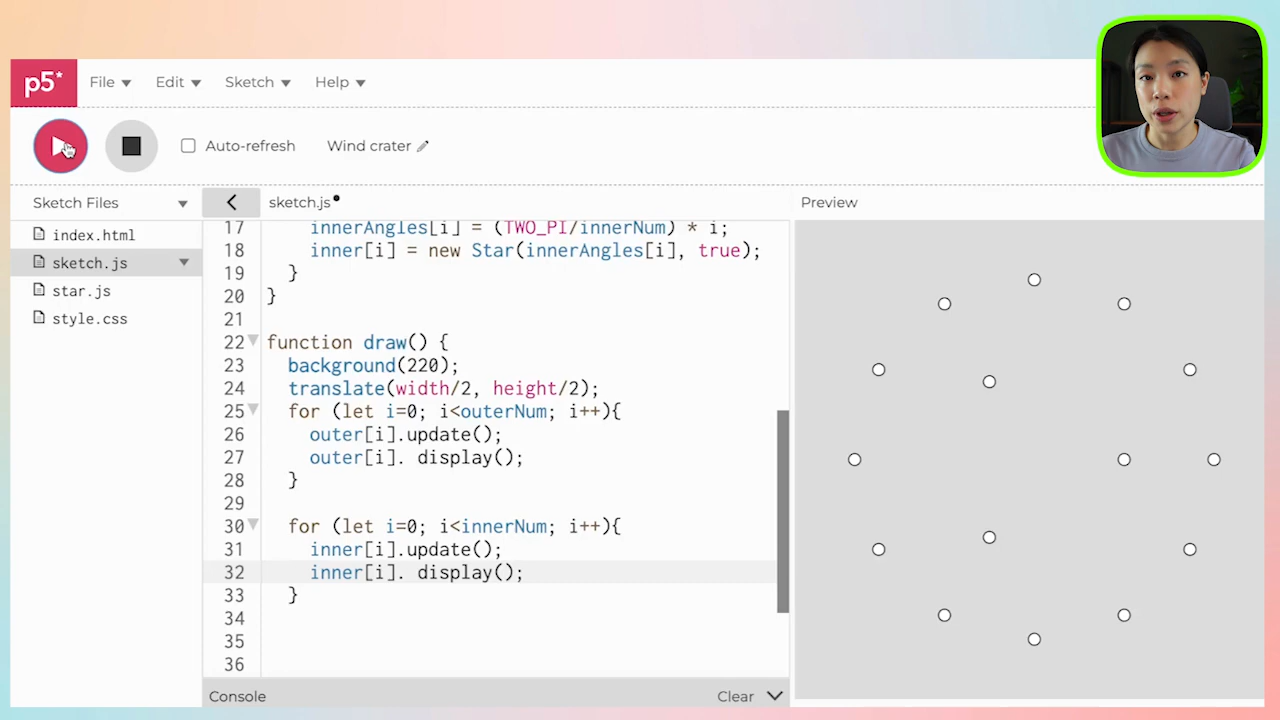 p5*
File
Edit
Sketch
Help
Auto-refresh
Wind crater
Sketch Files
sketch.js
Preview
index.html
sketch.js
star.js
style.css
17 innerAngles[i] = (TWO_PI/innerNum) * i;
18 inner[i] = new Star(innerAngles[i], true);
19 }
20 }
21
22 function draw() {
23 background(220);
24 translate(width/2, height/2);
25 for (let i=0; i<outerNum; i++){
26 outer[i].update();
27 outer[i]. display();
28 }
29
30 for (let i=0; i<innerNum; i++){
31 inner[i].update();
32 inner[i]. display();
33 }
34
35
36
Console
Clear